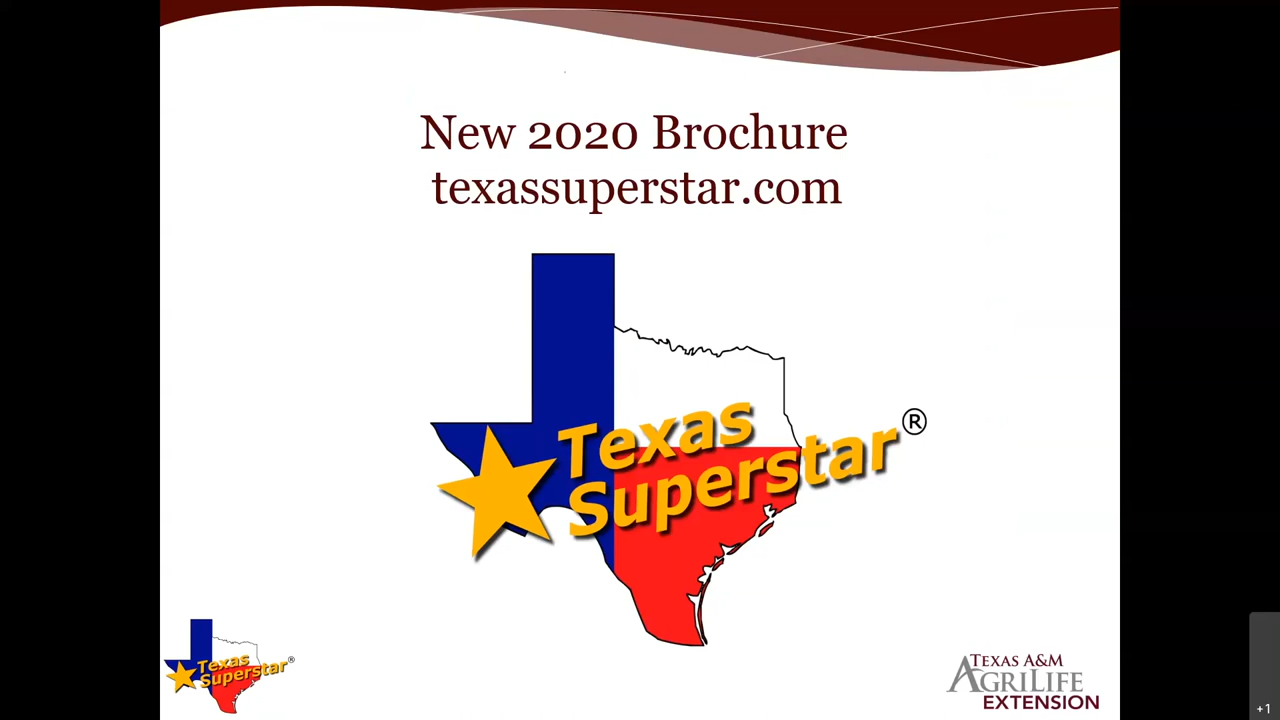 New 2020 Brochure
texassuperstar.com
Texas
Superstar®
Texas
Superstar®
TEXAS A&M
AGRILIFE
EXTENSION
+1